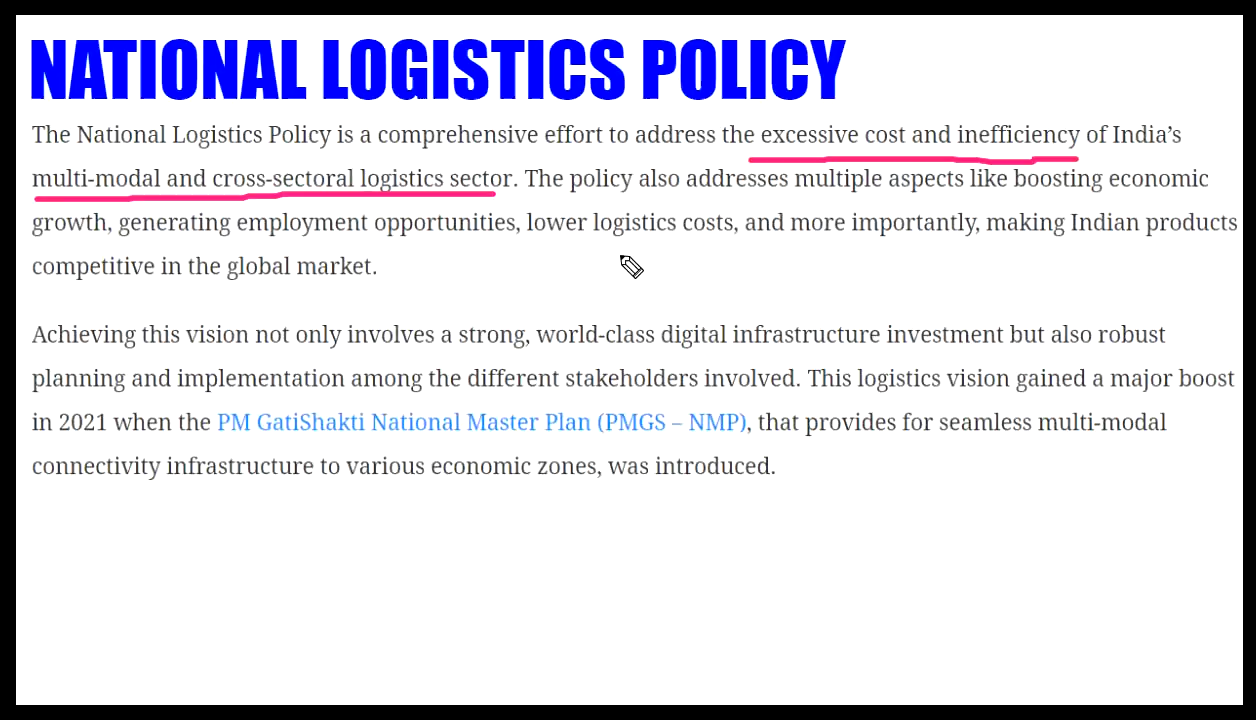 NATIONAL LOGISTICS POLICY
The National Logistics Policy is a comprehensive effort to address the excessive cost and inefficiency of India’s
multi-modal and cross-sectoral logistics sector. The policy also addresses multiple aspects like boosting economic
growth, generating employment opportunities, lower logistics costs, and more importantly, making Indian products
competitive in the global market.
Achieving this vision not only involves a strong, world-class digital infrastructure investment but also robust
planning and implementation among the different stakeholders involved. This logistics vision gained a major boost
in 2021 when the PM GatiShakti National Master Plan (PMGS – NMP), that provides for seamless multi-modal
connectivity infrastructure to various economic zones, was introduced.